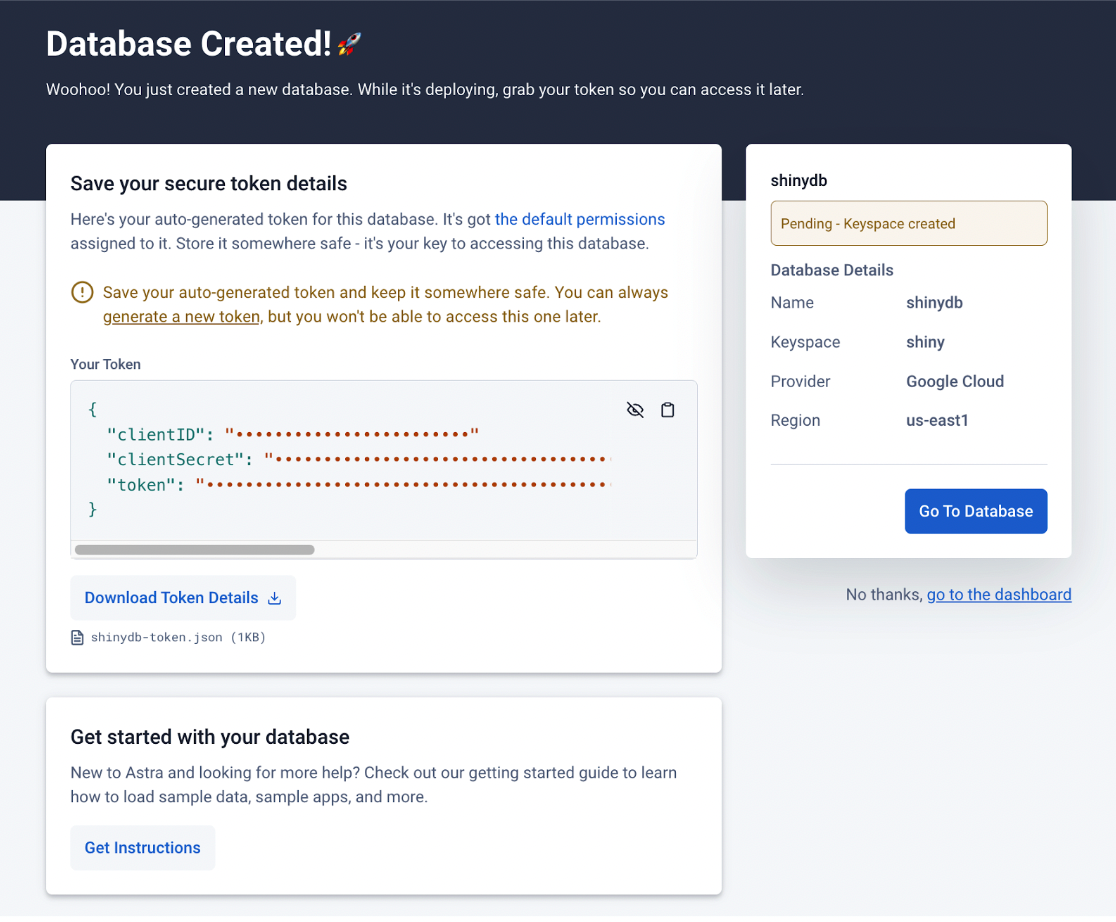 Database Created!🚀
Woohoo! You just created a new database. While it's deploying, grab your token so you can access it later.
Save your secure token details
Here's your auto-generated token for this database. It's got the default permissions
assigned to it. Store it somewhere safe - it's your key to accessing this database.
Save your auto-generated token and keep it somewhere safe. You can always
generate a new token, but you won't be able to access this one later.
Your Token
{
"clientID": "••••••••••••••••••••••••"
"clientSecret": "••••••••••••••••••••••••••••••••••
"token": "•••••••••••••••••••••••••••••••••••••••••
}
Download Token Details
shinydb-token.json (1KB)
Get started with your database
New to Astra and looking for more help? Check out our getting started guide to learn
how to load sample data, sample apps, and more.
Get Instructions
shinydb
Pending - Keyspace created
Database Details
Name shinydb
Keyspace shiny
Provider Google Cloud
Region us-east1
Go To Database
No thanks, go to the dashboard